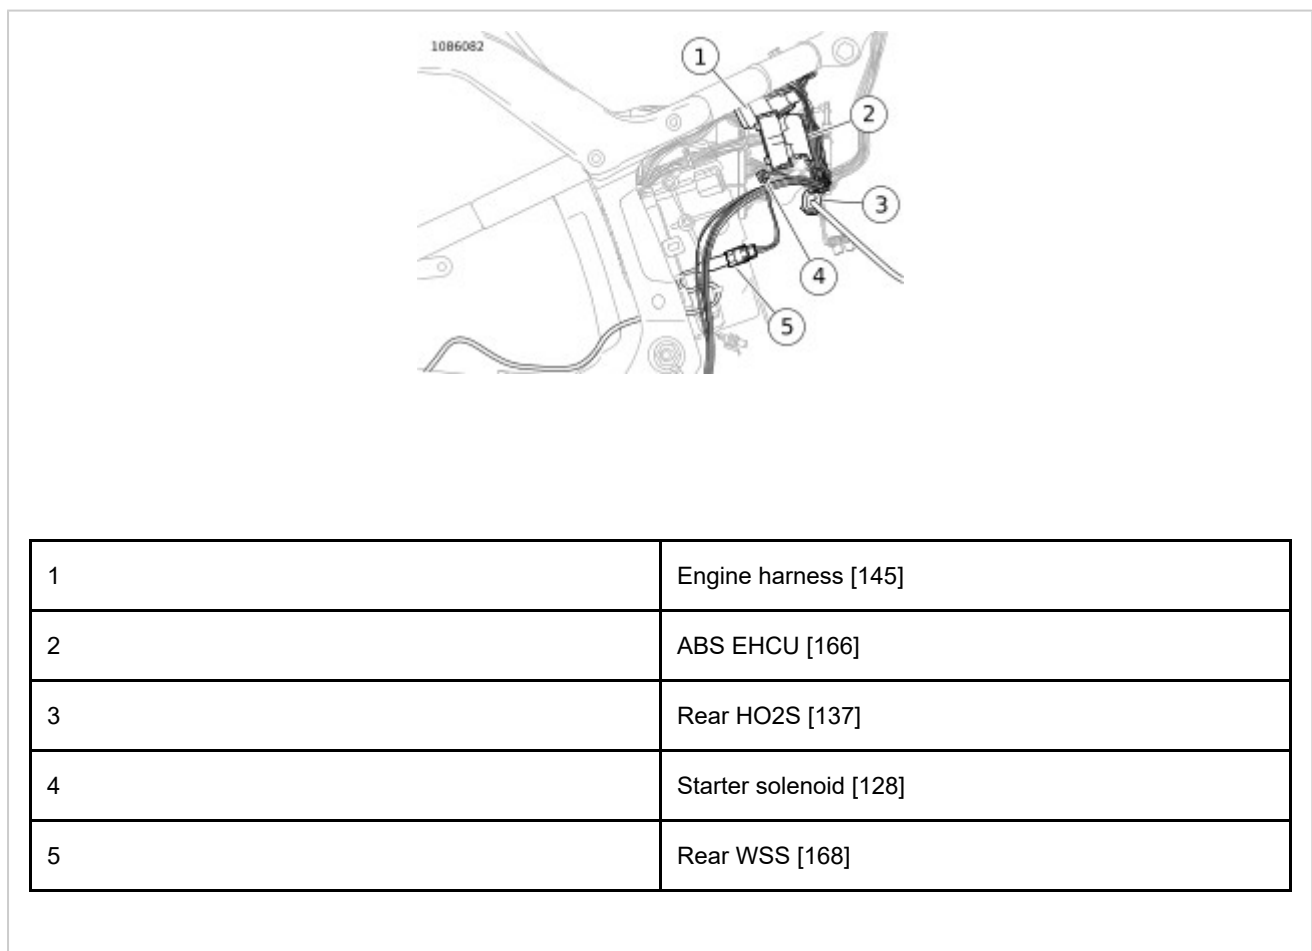 1086082
1
2
3
4
5
1 Engine harness [145]
2 ABS EHCU [166]
3 Rear HO2S [137]
4 Starter solenoid [128]
5 Rear WSS [168]